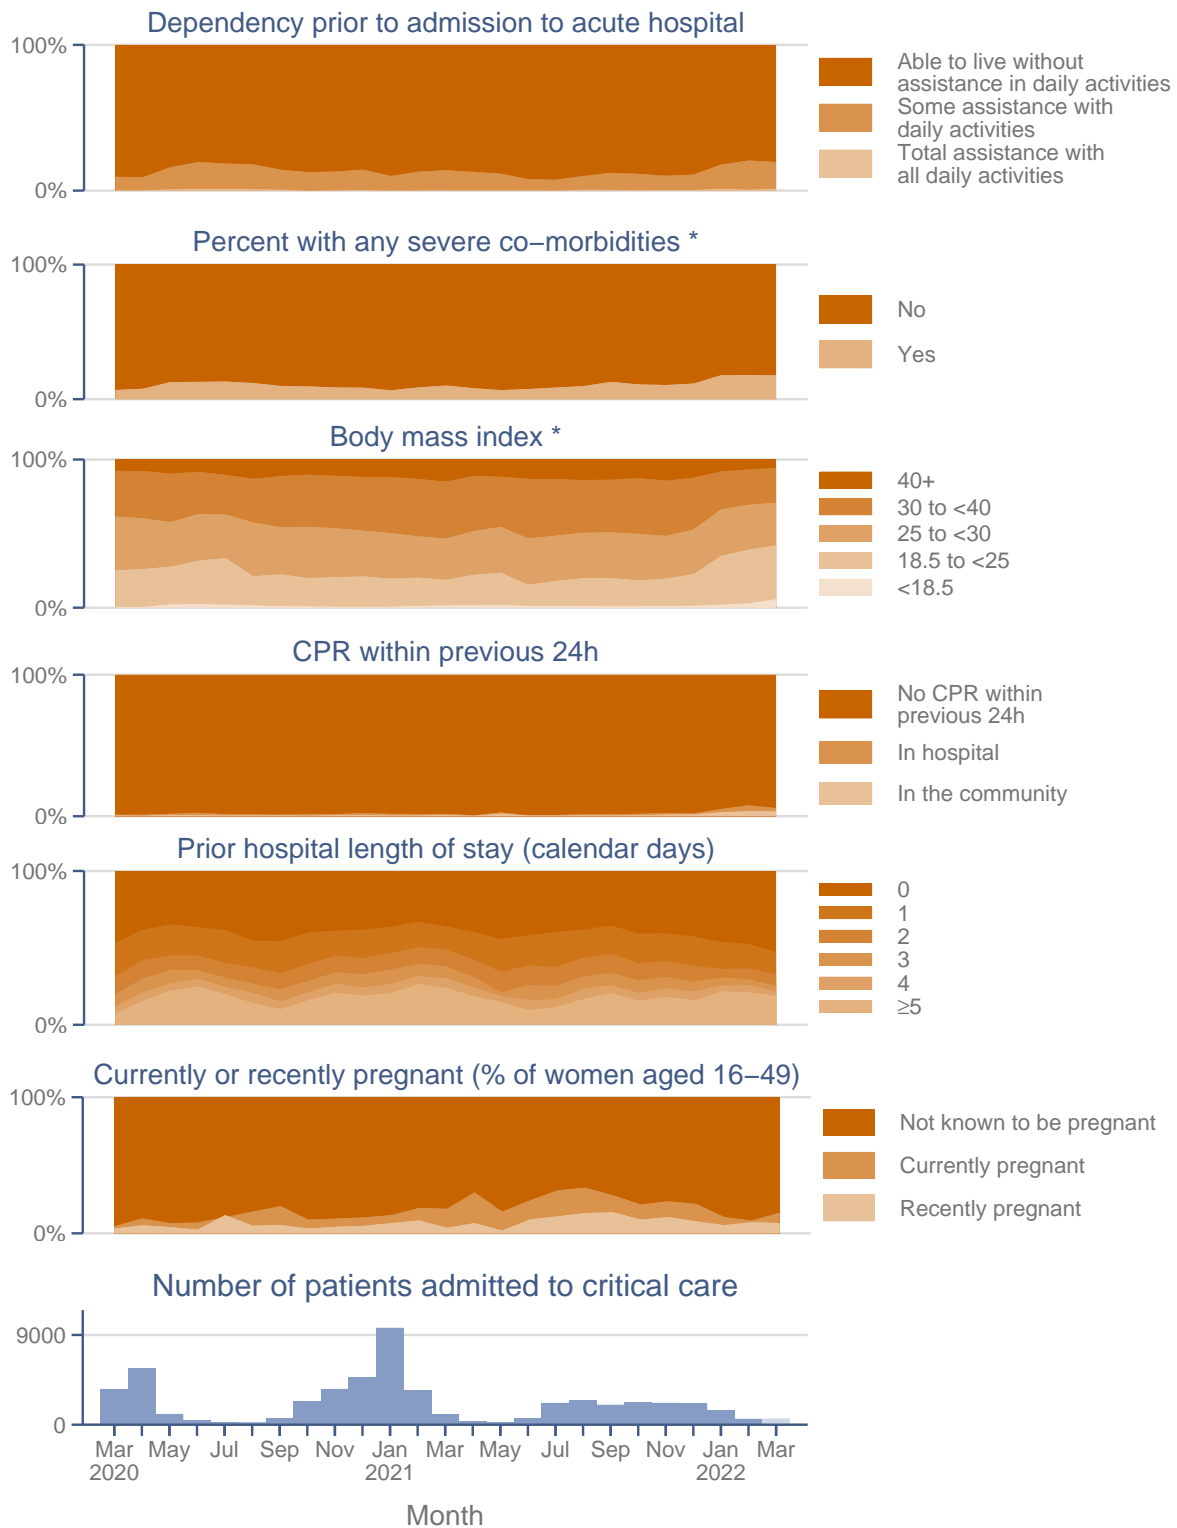 Dependency prior to admission to acute hospital
100%
0%
Able to live without
assistance in daily activities
Some assistance with
daily activities
Total assistance with
all daily activities
Percent with any severe co−morbidities *
100%
0%
No
Yes
Body mass index *
100%
0%
40+
30 to <40
25 to <30
18.5 to <25
<18.5
CPR within previous 24h
100%
0%
No CPR within
previous 24h
In hospital
In the community
Prior hospital length of stay (calendar days)
100%
0%
0
1
2
3
4
≥5
Currently or recently pregnant (% of women aged 16−49)
100%
0%
Not known to be pregnant
Currently pregnant
Recently pregnant
Number of patients admitted to critical care
9000
0
Mar May Jul Sep Nov Jan Mar May Jul Sep Nov Jan Mar
2020 2021 2022
Month